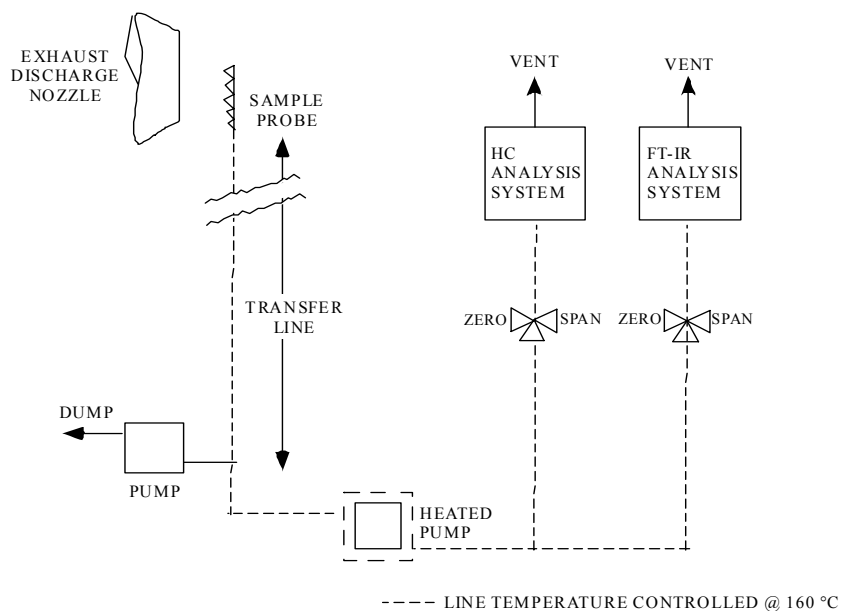 EXHAUST
DISCHARGE
NOZZLE
SAMPLE
PROBE
VENT
VENT
HC
ANALYSIS
SYSTEM
FT-IR
ANALYSIS
SYSTEM
TRANSFER
LINE
ZERO
SPAN
ZERO
SPAN
DUMP
PUMP
HEATED
PUMP
LINE TEMPERATURE CONTROLLED @ 160 °C